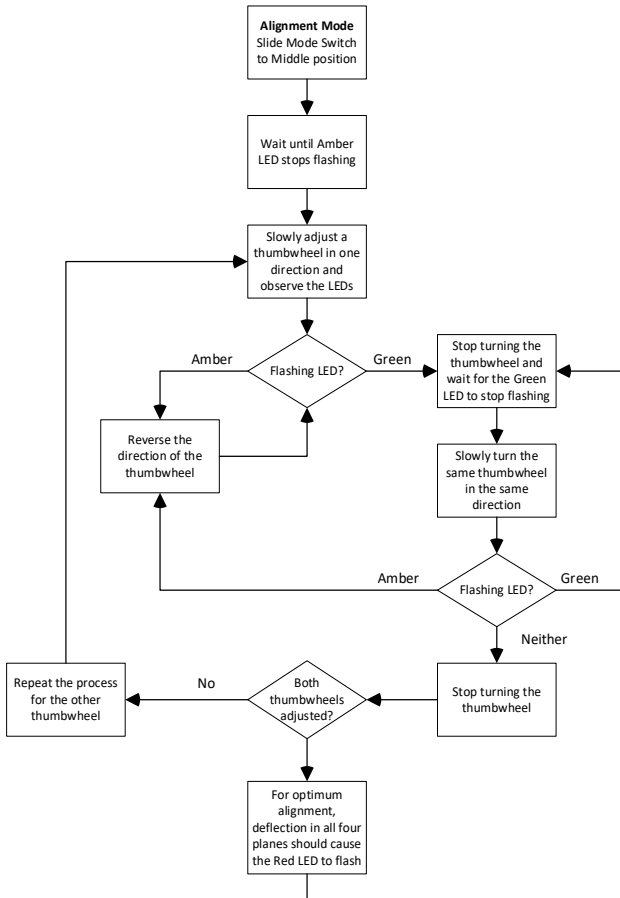 Alignment Mode
Slide Mode Switch
to Middle position
Wait until Amber
LED stops flashing
Slowly adjust a
thumbwheel in one
direction and
observe the LEDs
Flashing LED?
Amber
Green
Reverse the
direction of the
thumbwheel
Stop turning the
thumbwheel and
wait for the Green
LED to stop flashing
Slowly turn the
same thumbwheel
in the same
direction
Flashing LED?
Amber
Green
Neither
Stop turning the
thumbwheel
Both
thumbwheels
adjusted?
No
Repeat the process
for the other
thumbwheel
For optimum
alignment,
deflection in all four
planes should cause
the Red LED to flash